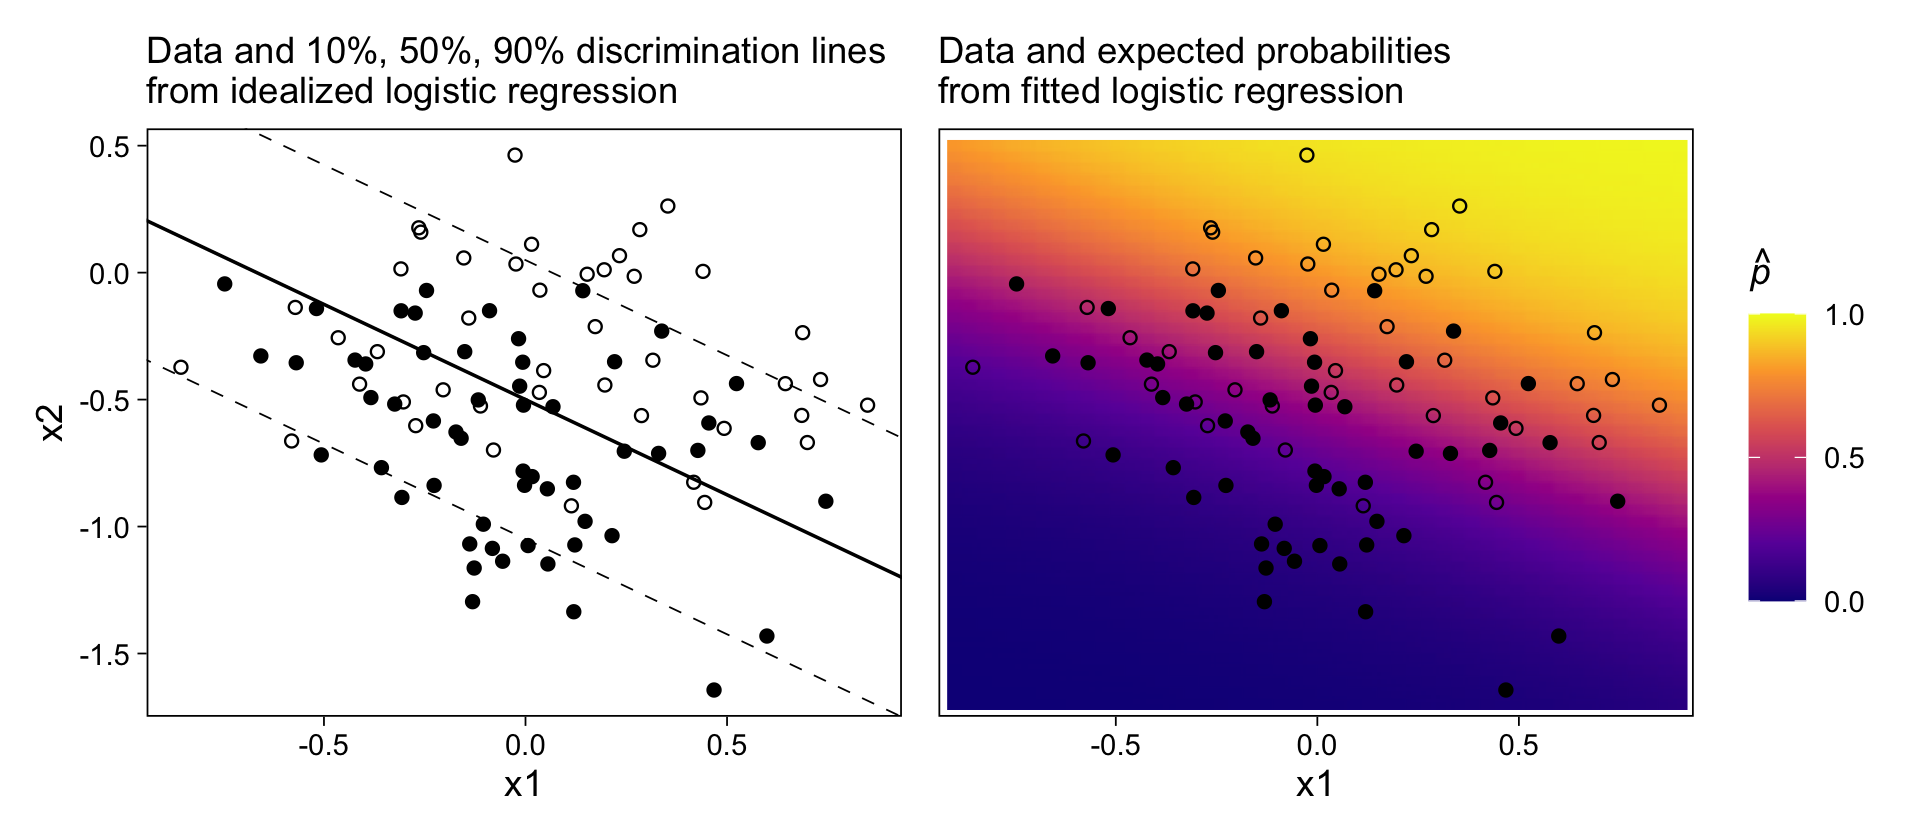 Data and 10%, 50%, 90% discrimination lines
from idealized logistic regression
Data and expected probabilities
from fitted logistic regression
0.5
0.0
-0.5
-1.0
-1.5
x2
-0.5
0.0
0.5
x1
-0.5
0.0
0.5
x1
p̂
1.0
0.5
0.0